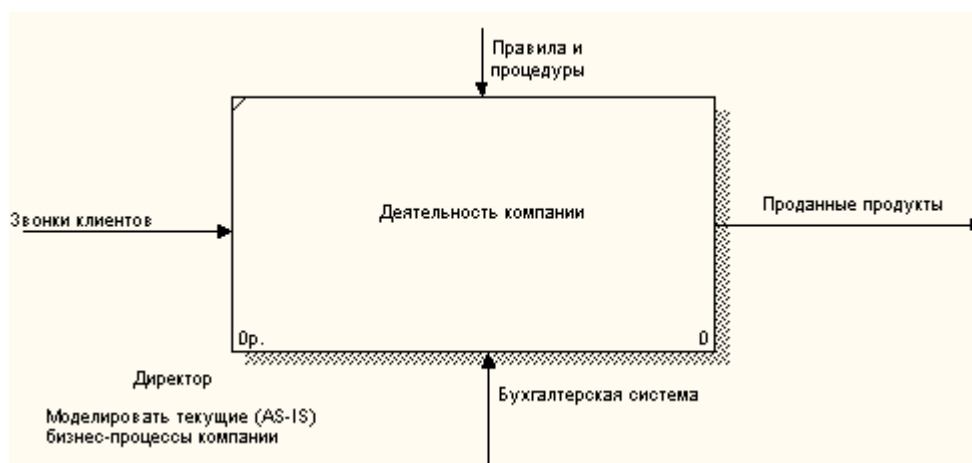 Правила и
процедуры
Звонки клиентов
Деятельность компании
Проданные продукты
0р.
0
Директор
Бухгалтерская система
Моделировать текущие (AS-IS)
бизнес-процессы компании